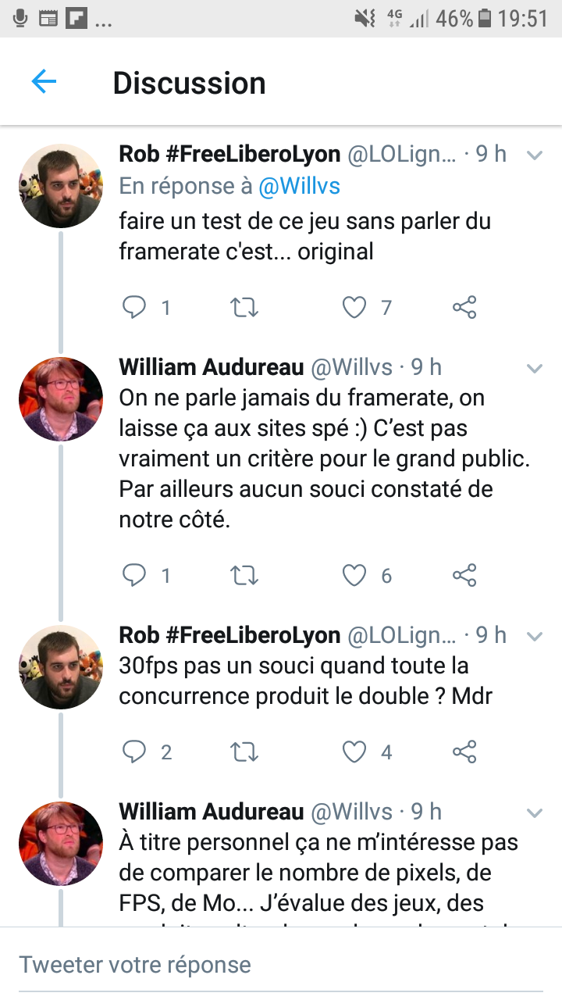 ... 4G 46% 19:51
Discussion
Rob #FreeLiberoLyon @LOLign... · 9 h
En réponse à @Willvs
faire un test de ce jeu sans parler du
framerate c'est... original
1 7
William Audureau @Willvs · 9 h
On ne parle jamais du framerate, on
laisse ça aux sites spé :) C’est pas
vraiment un critère pour le grand public.
Par ailleurs aucun souci constaté de
notre côté.
1 6
Rob #FreeLiberoLyon @LOLign... · 9 h
30fps pas un souci quand toute la
concurrence produit le double ? Mdr
2 4
William Audureau @Willvs · 9 h
À titre personnel ça ne m’intéresse pas
de comparer le nombre de pixels, de
FPS, de Mo... J’évalue des jeux, des
Tweeter votre réponse